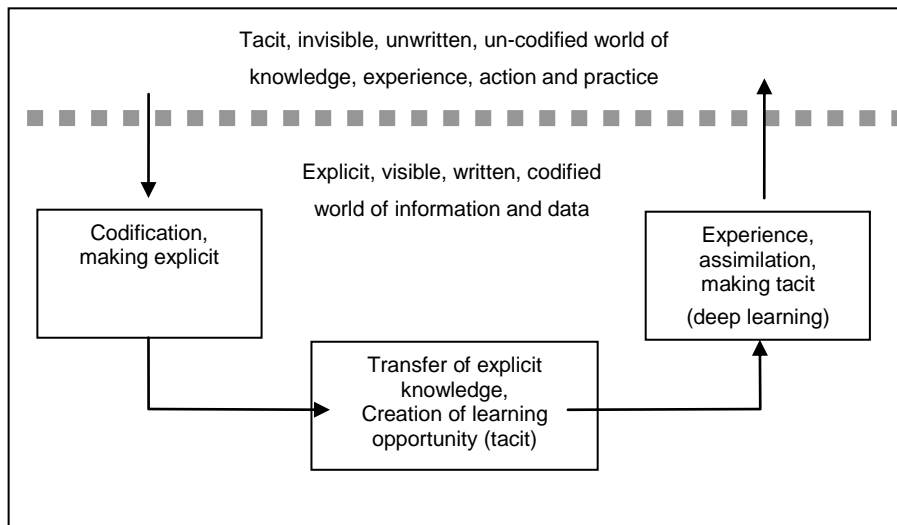 Tacit, invisible, unwritten, un-codified world of
knowledge, experience, action and practice
Explicit, visible, written, codified
world of information and data
Codification,
making explicit
Experience,
assimilation,
making tacit
(deep learning)
Transfer of explicit
knowledge,
Creation of learning
opportunity (tacit)